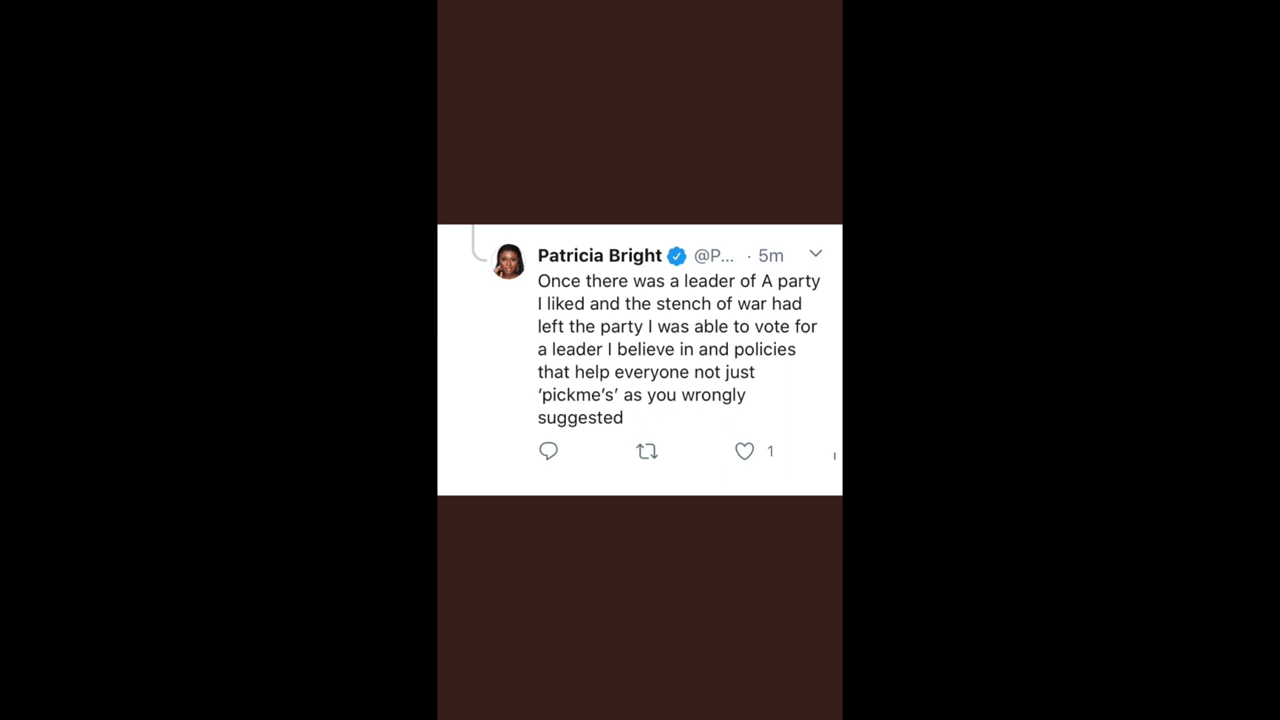 Patricia Bright @P... · 5m
Once there was a leader of A party
I liked and the stench of war had
left the party I was able to vote for
a leader I believe in and policies
that help everyone not just
‘pickme’s’ as you wrongly
suggested
1